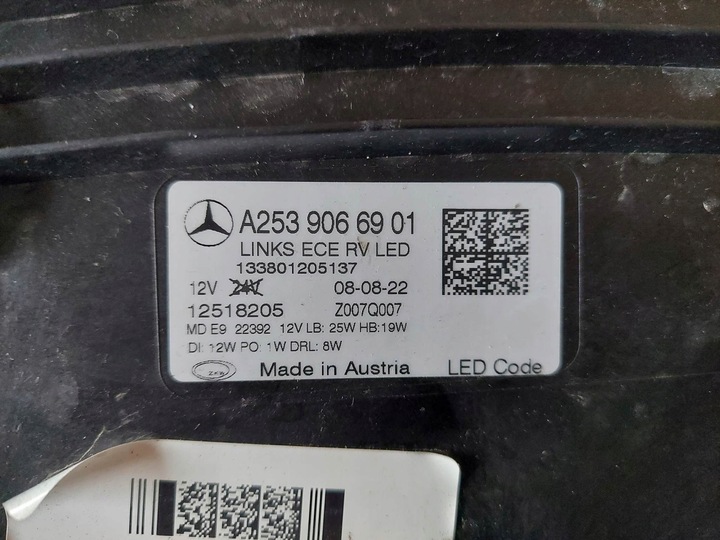 A253 906 69 01
LINKS ECE RV LED
133801205137
12V 24V 08-08-22
12518205 Z007Q007
MD E9 22392 12V LB: 25W HB:19W
DI: 12W PO: 1W DRL: 8W
ZKW Made in Austria LED Code